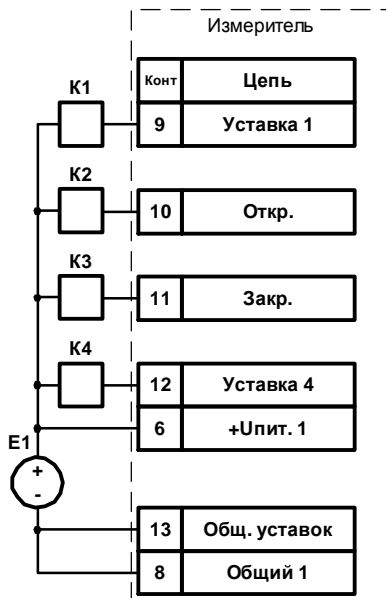 Измеритель
Конт Цепь
К1
9 Уставка 1
К2
10 Откр.
К3
11 Закр.
К4
12 Уставка 4
6 +Uпит. 1
E1
+
-
13 Общ. уставок
8 Общий 1